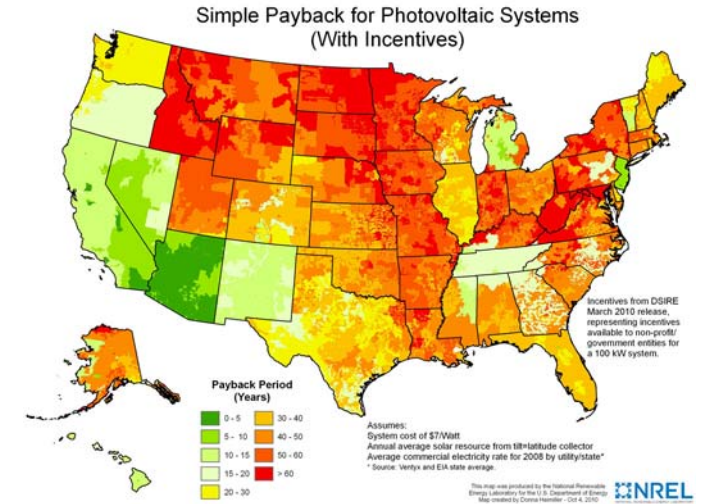 Simple Payback for Photovoltaic Systems
(With Incentives)
Incentives from DSIRE
March 2010 release,
representing incentives
available to non-profit/
government entities for
a 100 kW system.
Payback Period
(Years)
0 - 5
5 - 10
10 - 15
15 - 20
20 - 30
30 - 40
40 - 50
50 - 60
> 60
Assumes:
System cost of $7/Watt
Annual average solar resource from tilt=latitude collector
Average commercial electricity rate for 2008 by utility/state*
* Source: Ventyx and EIA state average.
This map was produced by the National Renewable
Energy Laboratory for the U.S. Department of Energy
Map created by Donna Heimiller - Oct 4, 2010
NREL